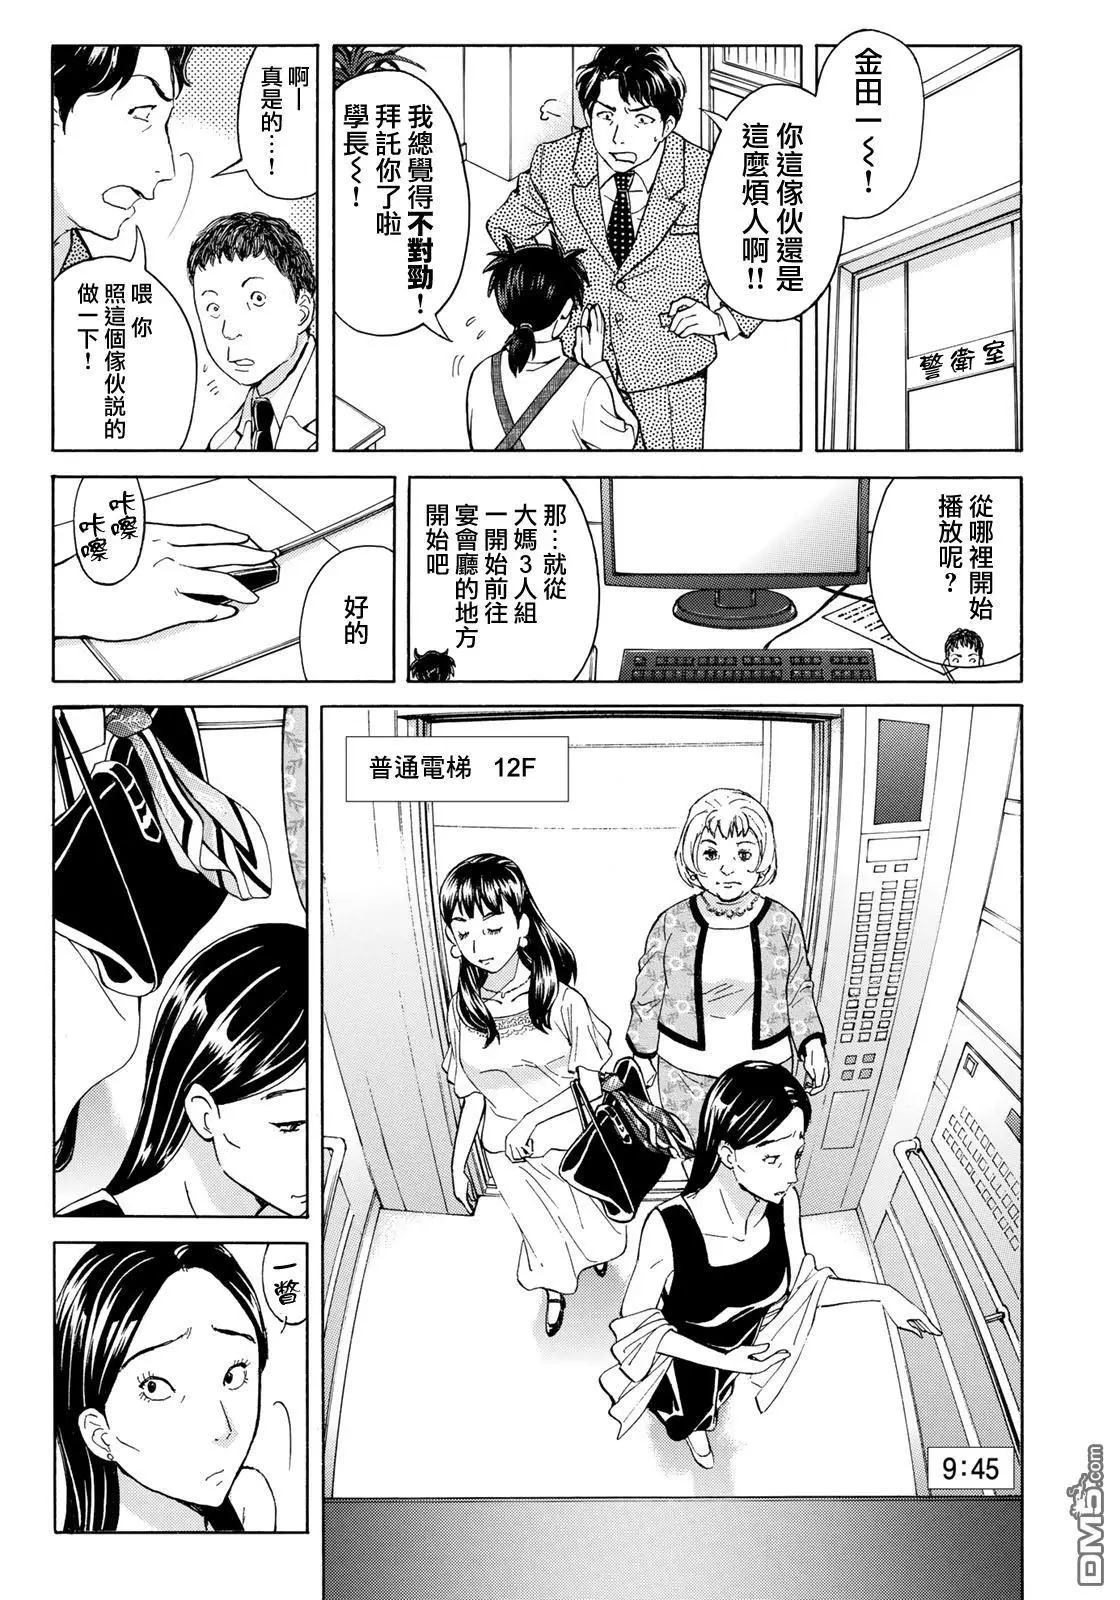 金田一～！
你這傢伙還是
這麼煩人啊!!
警衛室
我總覺得不對勁！
拜託你了啦
學長～！
啊—
真是的…！
喂 你
照這個傢伙說的
做一下！
從哪裡開始
播放呢？
那…就從
大媽3人組
一開始前往
宴會廳的地方
開始吧
好的
咔嚓
咔嚓
普通電梯 12F
9:45
一瞥
DM5.com